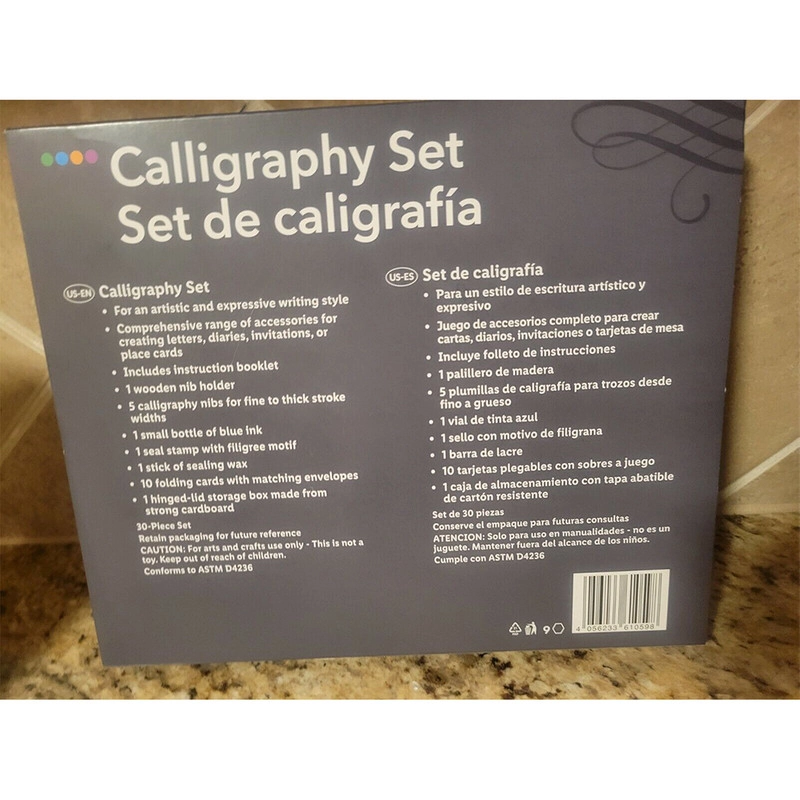 Calligraphy Set
Set de caligrafía
US-EN Calligraphy Set
• For an artistic and expressive writing style
• Comprehensive range of accessories for
creating letters, diaries, invitations, or
place cards
• Includes instruction booklet
• 1 wooden nib holder
• 5 calligraphy nibs for fine to thick stroke
widths
• 1 small bottle of blue ink
• 1 seal stamp with filigree motif
• 1 stick of sealing wax
• 10 folding cards with matching envelopes
• 1 hinged-lid storage box made from
strong cardboard
30-Piece Set
Retain packaging for future reference
CAUTION: For arts and crafts use only - This is not a
toy. Keep out of reach of children.
Conforms to ASTM D4236
US-ES Set de caligrafía
• Para un estilo de escritura artístico y
expresivo
• Juego de accesorios completo para crear
cartas, diarios, invitaciones o tarjetas de mesa
• Incluye folleto de instrucciones
• 1 palillero de madera
• 5 plumillas de caligrafía para trozos desde
fino a grueso
• 1 vial de tinta azul
• 1 sello con motivo de filigrana
• 1 barra de lacre
• 10 tarjetas plegables con sobres a juego
• 1 caja de almacenamiento con tapa abatible
de cartón resistente
Set de 30 piezas
Conserve el empaque para futuras consultas
ATENCION: Solo para uso en manualidades - no es un
juguete. Mantener fuera del alcance de los niños.
Cumple con ASTM D4236
9
4 056233 610598